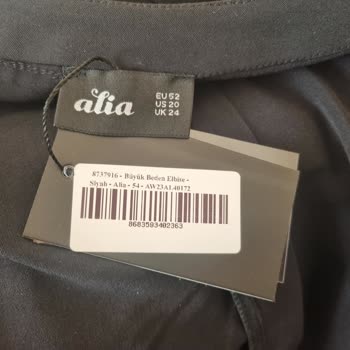 alia
EU 52
US 20
UK 24
8737916 - Büyük Beden Elbise -
Siyah - Alia - 54 - AW23AL40172
8683593402363